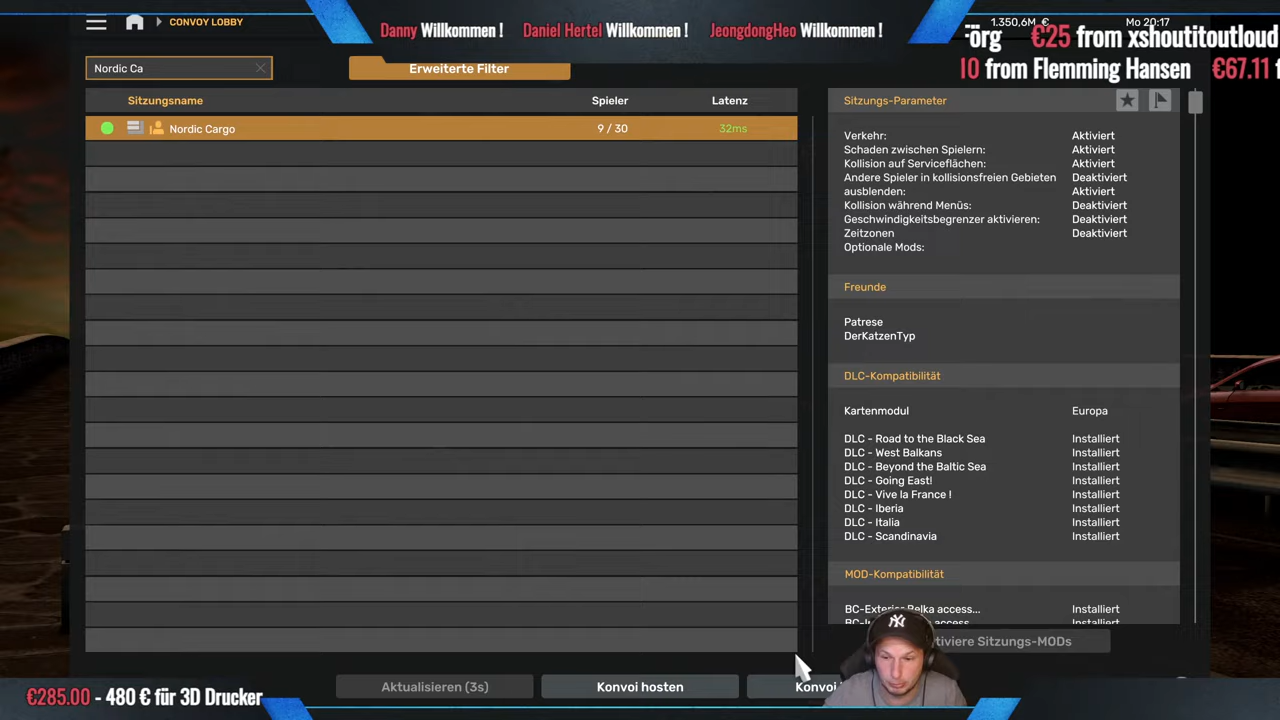 CONVOY LOBBY
Danny Willkommen !
Daniel Hertel Willkommen !
JeongdongHeo Willkommen !
1.350,6M €
Mo 20:17
örg €25 from xshoutitoutloud
from Flemming Hansen €67.11
Nordic Ca
Erweiterte Filter
Sitzungsname Spieler Latenz
Nordic Cargo 9 / 30 32ms
Sitzungs-Parameter
Verkehr: Aktiviert
Schaden zwischen Spielern: Aktiviert
Kollision auf Serviceflächen: Aktiviert
Andere Spieler in kollisionsfreien Gebieten Deaktiviert
ausblenden: Aktiviert
Kollision während Menüs: Deaktiviert
Geschwindigkeitsbegrenzer aktivieren: Deaktiviert
Zeitzonen Deaktiviert
Optionale Mods:
Freunde
Patrese
DerKatzenTyp
DLC-Kompatibilität
Kartenmodul Europa
DLC - Road to the Black Sea Installiert
DLC - West Balkans Installiert
DLC - Beyond the Baltic Sea Installiert
DLC - Going East! Installiert
DLC - Vive la France ! Installiert
DLC - Iberia Installiert
DLC - Italia Installiert
DLC - Scandinavia Installiert
MOD-Kompatibilität
BC-Exterior Belka access... Installiert
tiviere Sitzungs-MODs
Aktualisieren (3s)
Konvoi hosten
Konvoi
€285.00 - 480 € für 3D Drucker